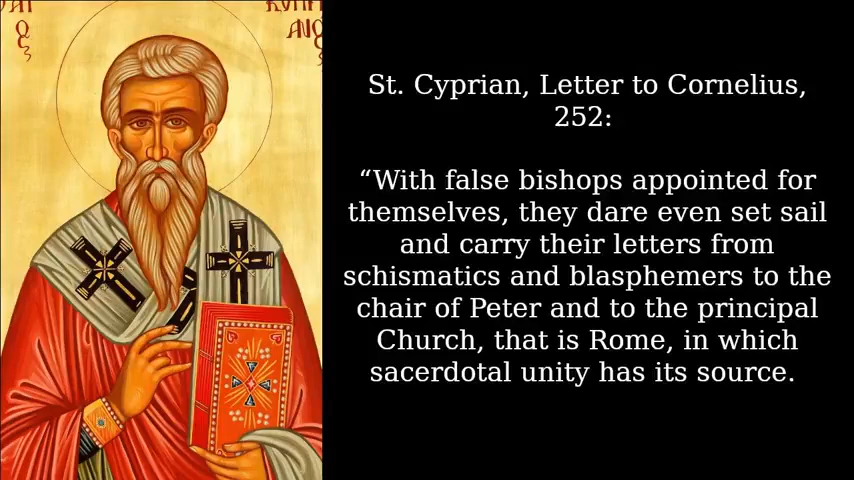 St. Cyprian, Letter to Cornelius,
252:
“With false bishops appointed for
themselves, they dare even set sail
and carry their letters from
schismatics and blasphemers to the
chair of Peter and to the principal
Church, that is Rome, in which
sacerdotal unity has its source.